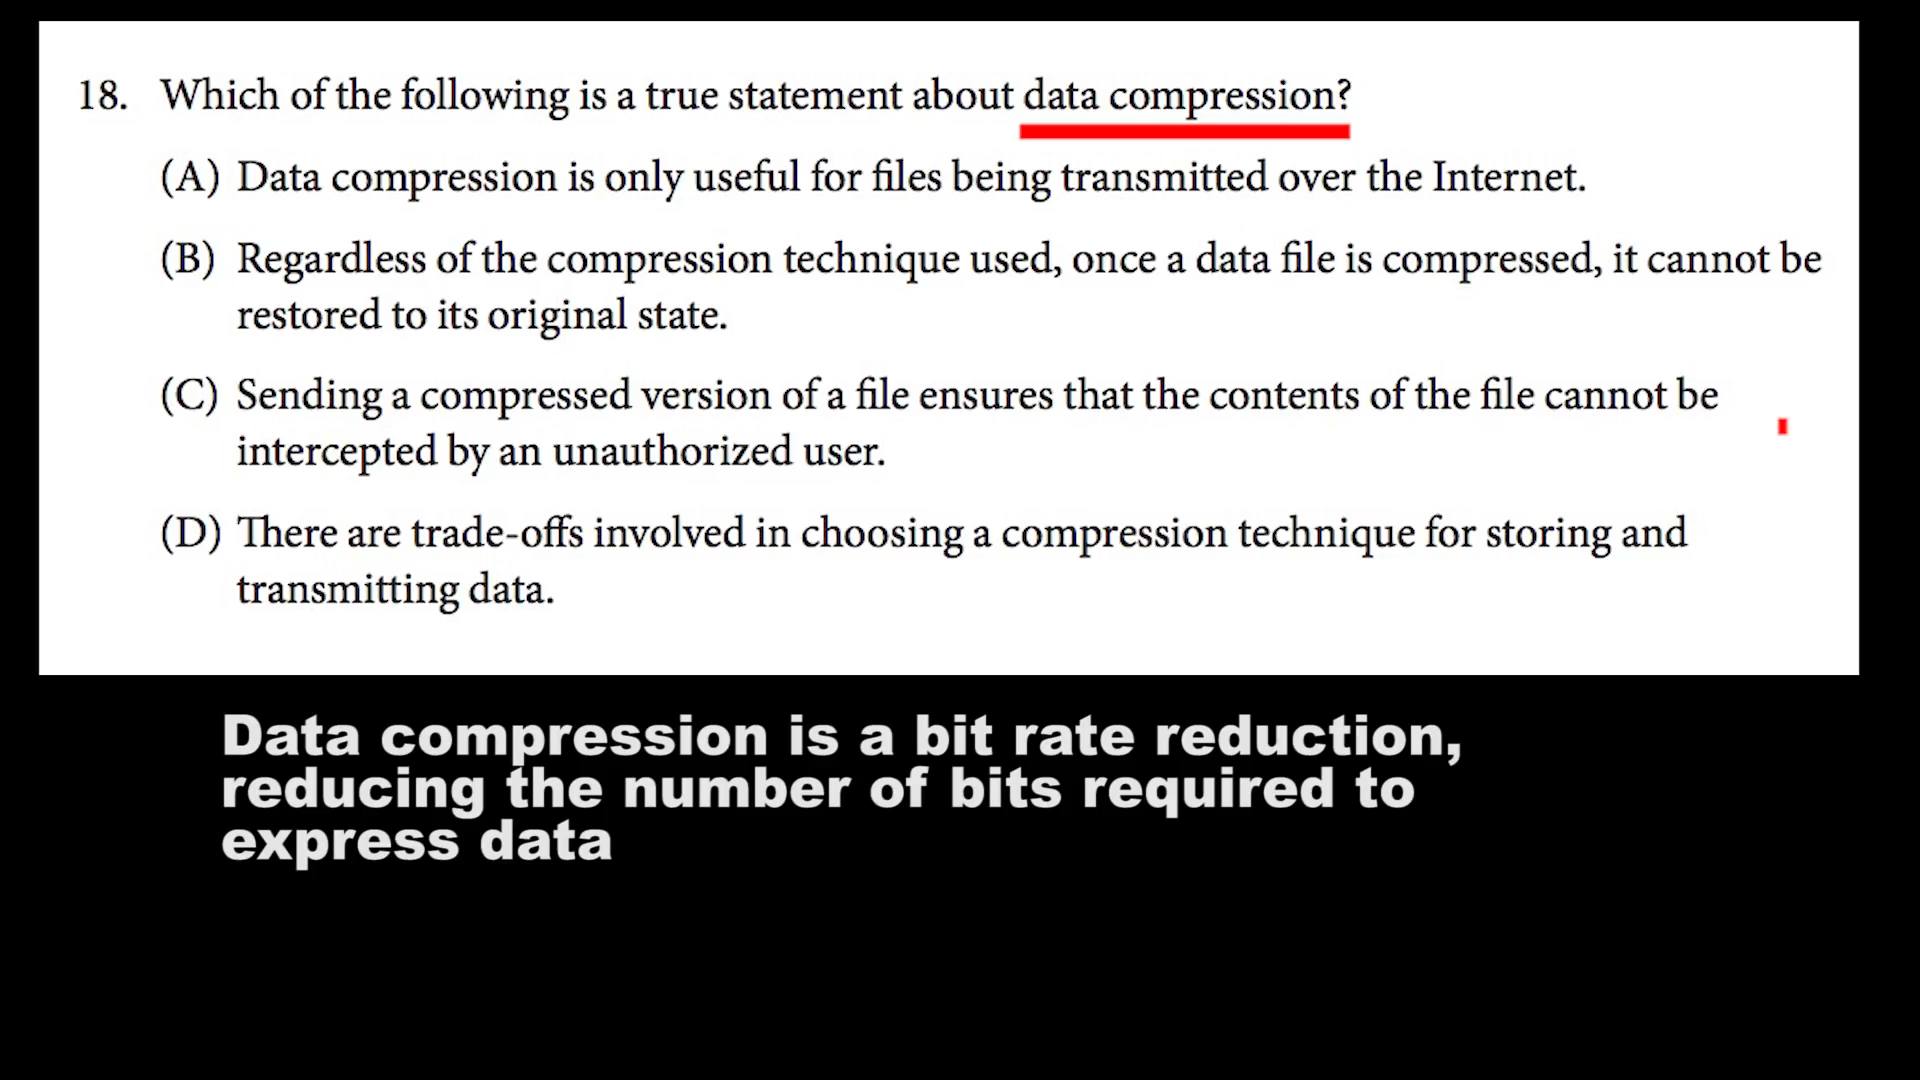 18. Which of the following is a true statement about data compression?
(A) Data compression is only useful for files being transmitted over the Internet.
(B) Regardless of the compression technique used, once a data file is compressed, it cannot be
restored to its original state.
(C) Sending a compressed version of a file ensures that the contents of the file cannot be
intercepted by an unauthorized user.
(D) There are trade-offs involved in choosing a compression technique for storing and
transmitting data.
Data compression is a bit rate reduction,
reducing the number of bits required to
express data